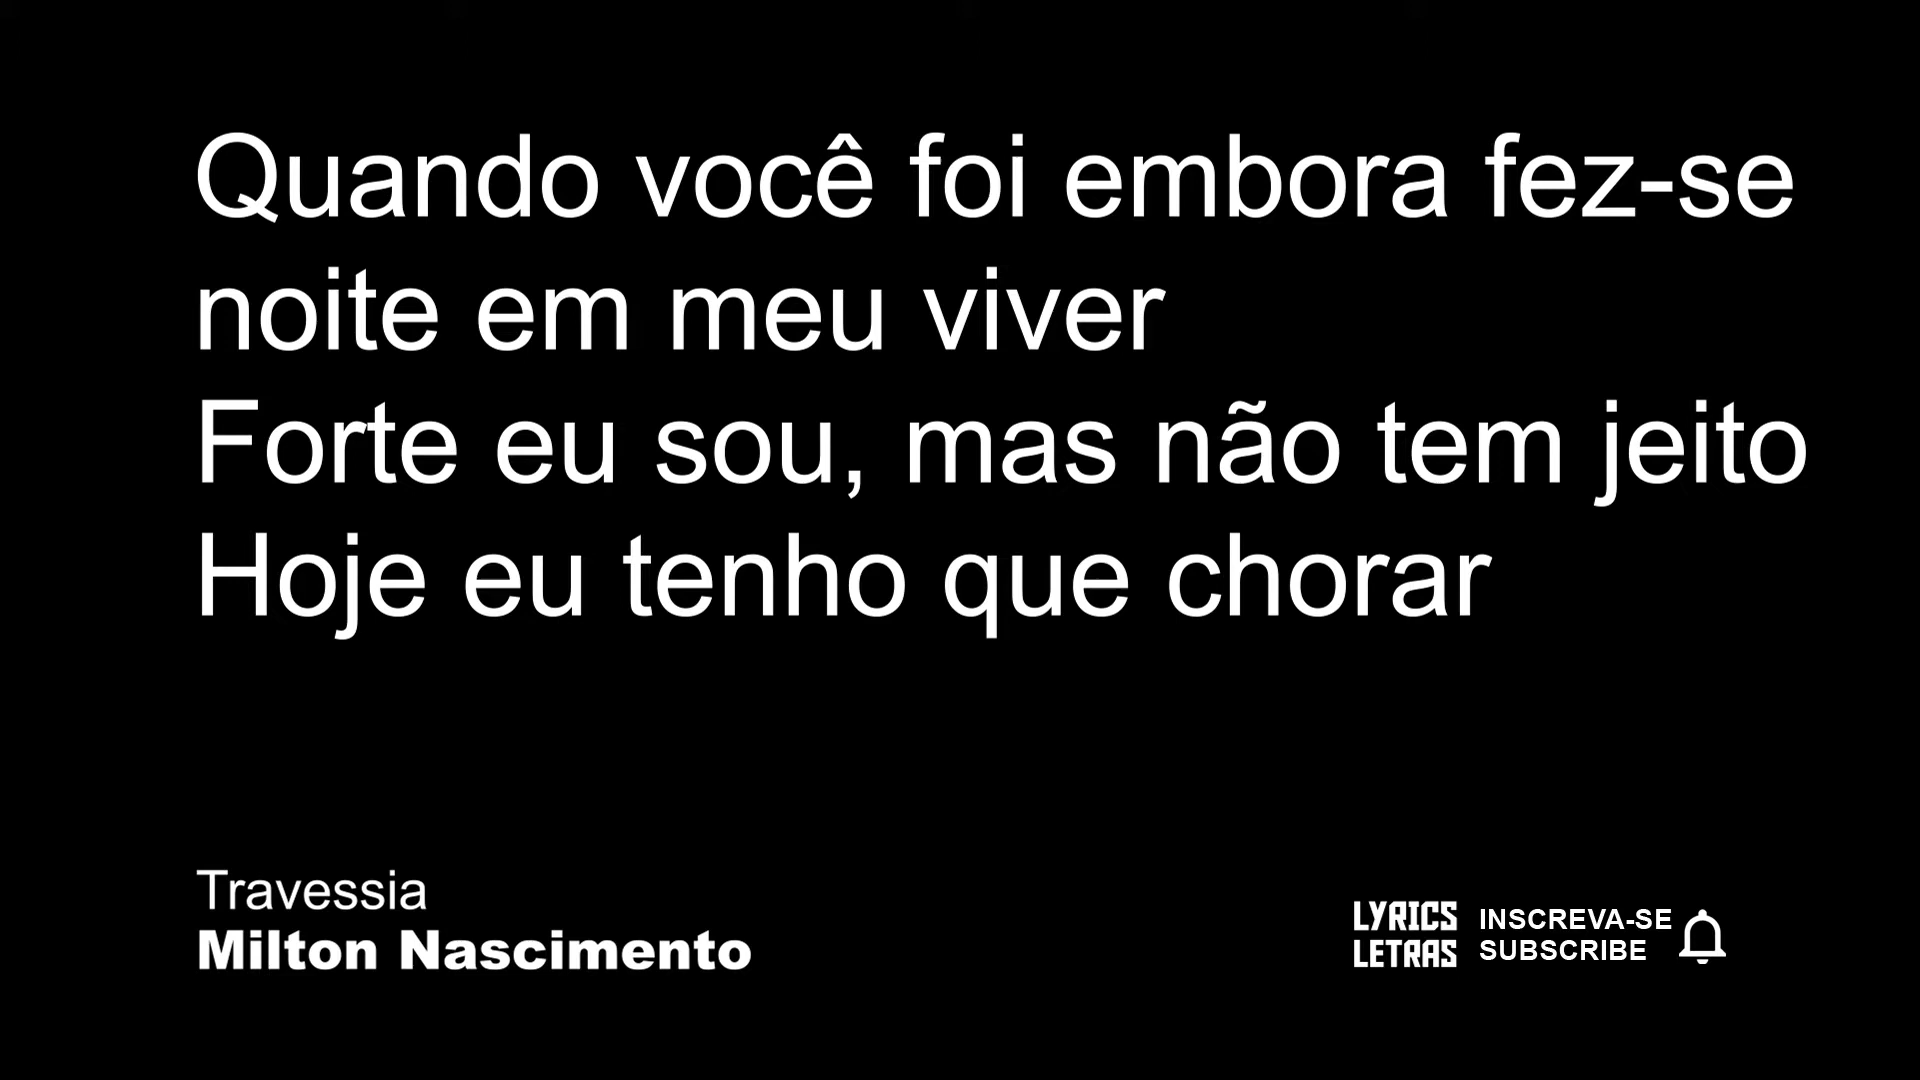 Quando você foi embora fez-se
noite em meu viver
Forte eu sou, mas não tem jeito
Hoje eu tenho que chorar
Travessia
Milton Nascimento
LYRICS
LETRAS
INSCREVA-SE
SUBSCRIBE